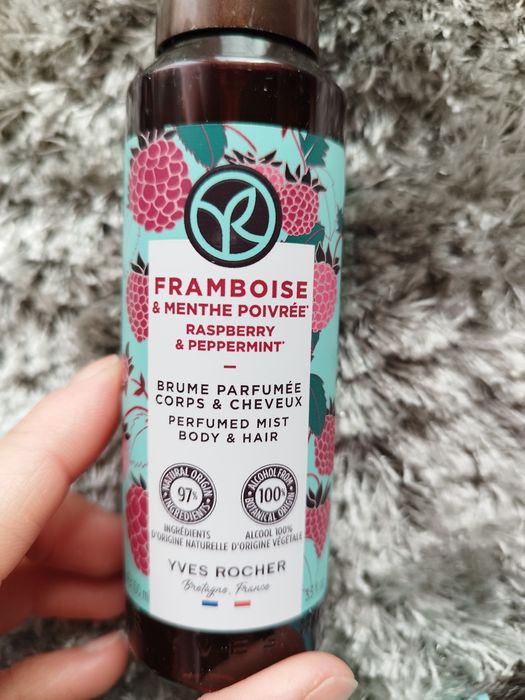 FRAMBOISE
& MENTHE POIVRÉE*
RASPBERRY
& PEPPERMINT*
BRUME PARFUMÉE
CORPS & CHEVEUX
PERFUMED MIST
BODY & HAIR
NATURAL ORIGIN
97%
INGREDIENTS
ALCOHOL FROM
100%
BOTANICAL ORIGIN
INGRÉDIENTS
D'ORIGINE NATURELLE
ALCOOL 100%
D'ORIGINE VÉGÉTALE
YVES ROCHER
Bretagne, France